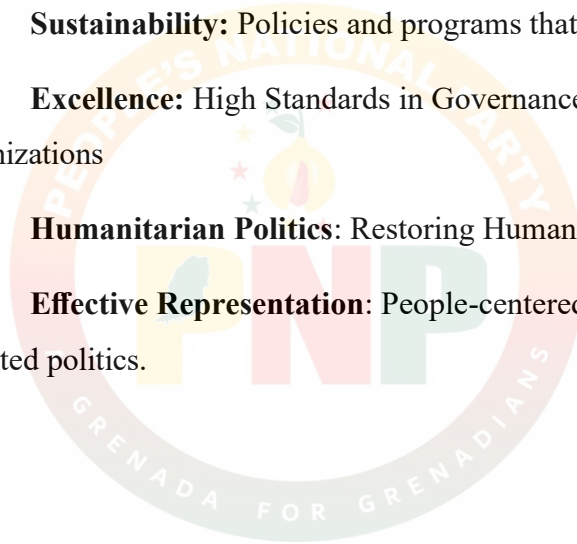 Sustainability: Policies and programs that
PEOPLE'S NATIONAL PARTY
Excellence: High Standards in Governance
nizations
Humanitarian Politics: Restoring Human
PNP
Effective Representation: People-centered
ted politics.
GRENADA FOR GRENADIANS